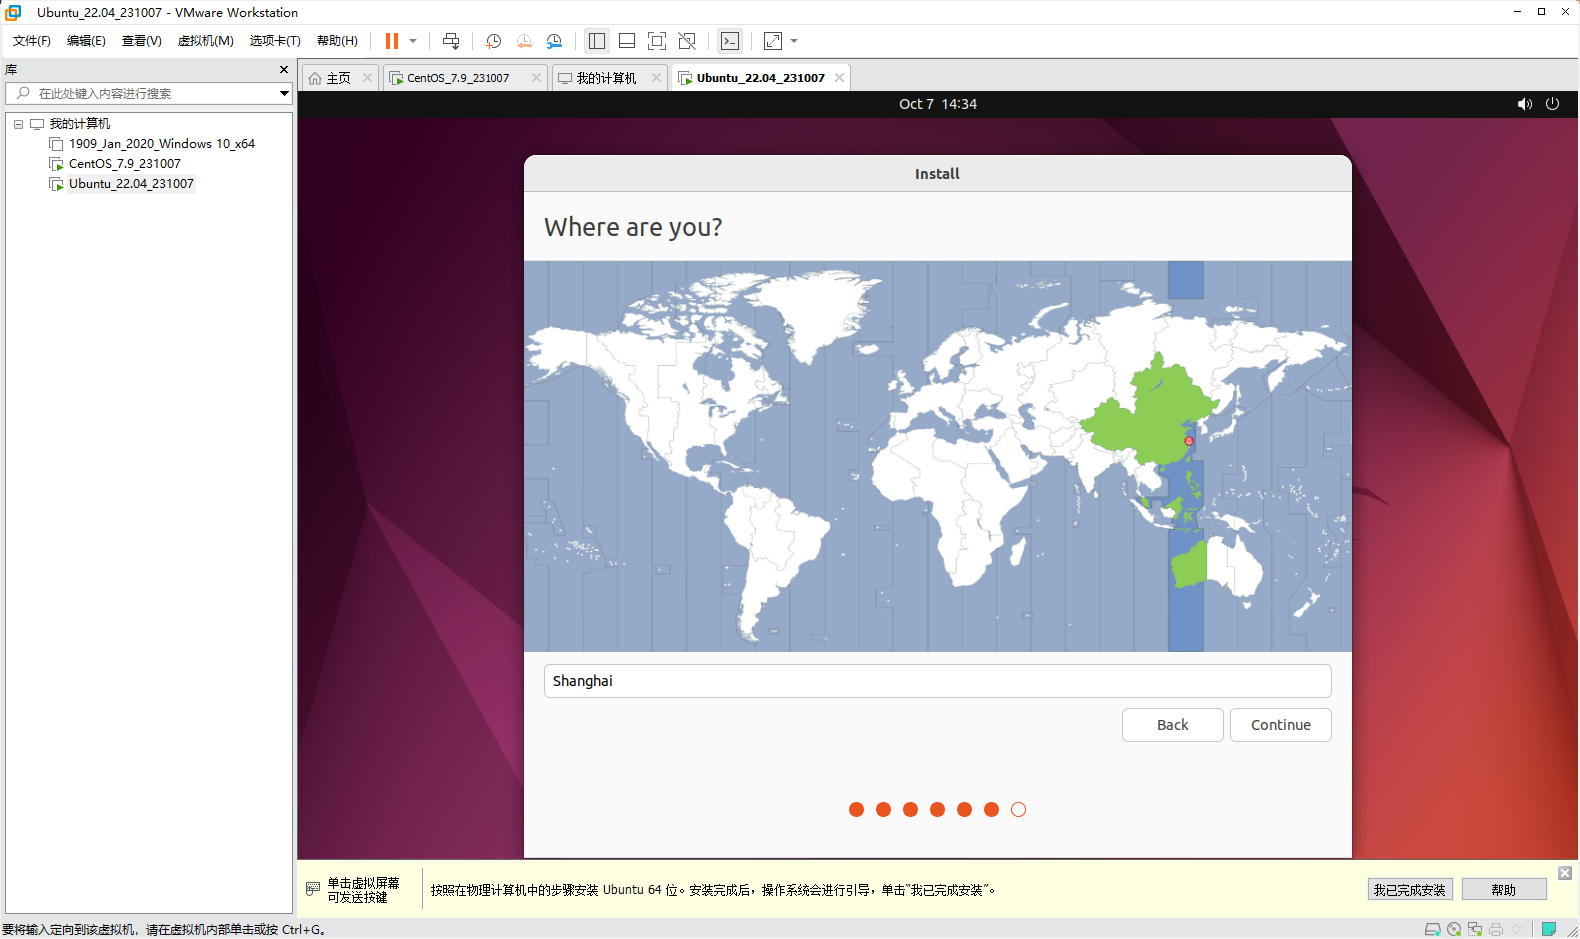 Ubuntu_22.04_231007 - VMware Workstation
文件(F) 编辑(E) 查看(V) 虚拟机(M) 选项卡(T) 帮助(H)
库
在此处键入内容进行搜索
我的计算机
1909_Jan_2020_Windows 10_x64
CentOS_7.9_231007
Ubuntu_22.04_231007
主页 CentOS_7.9_231007 我的计算机 Ubuntu_22.04_231007
Oct 7 14:34
Install
Where are you?
Shanghai
Back Continue
单击虚拟屏幕
可发送按键
按照在物理计算机中的步骤安装 Ubuntu 64 位。安装完成后，操作系统会进行引导，单击“我已完成安装”。
我已完成安装 帮助
要将输入定向到该虚拟机，请在虚拟机内部单击或按 Ctrl+G。